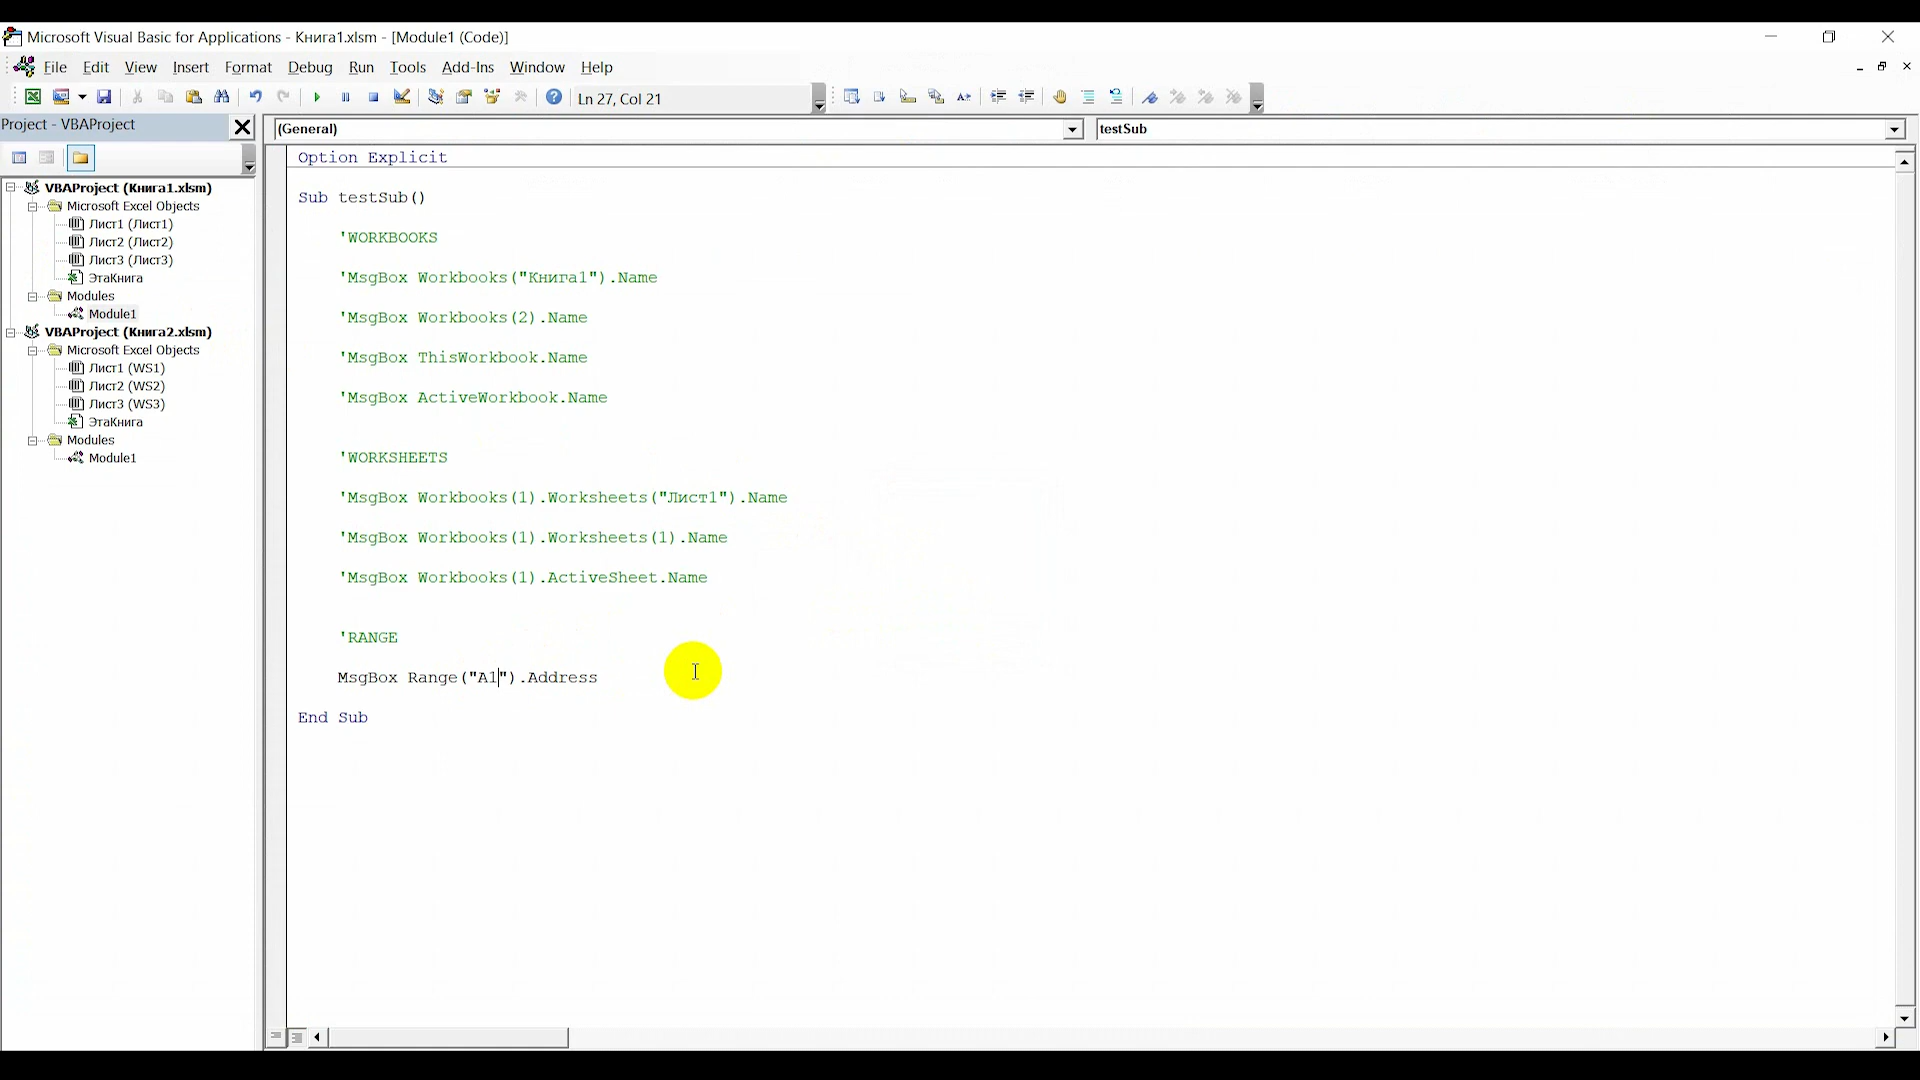 Microsoft Visual Basic for Applications - Книга1.xlsm - [Module1 (Code)]
File Edit View Insert Format Debug Run Tools Add-Ins Window Help
Ln 27, Col 21
Project - VBAProject
(General)
testSub
VBAProject (Книга1.xlsm)
Microsoft Excel Objects
Лист1 (Лист1)
Лист2 (Лист2)
Лист3 (Лист3)
ЭтаКнига
Modules
Module1
VBAProject (Книга2.xlsm)
Microsoft Excel Objects
Лист1 (WS1)
Лист2 (WS2)
Лист3 (WS3)
ЭтаКнига
Modules
Module1
Option Explicit
Sub testSub()
'WORKBOOKS
'MsgBox Workbooks("Книга1").Name
'MsgBox Workbooks(2).Name
'MsgBox ThisWorkbook.Name
'MsgBox ActiveWorkbook.Name
'WORKSHEETS
'MsgBox Workbooks(1).Worksheets("Лист1").Name
'MsgBox Workbooks(1).Worksheets(1).Name
'MsgBox Workbooks(1).ActiveSheet.Name
'RANGE
MsgBox Range("A1").Address
End Sub